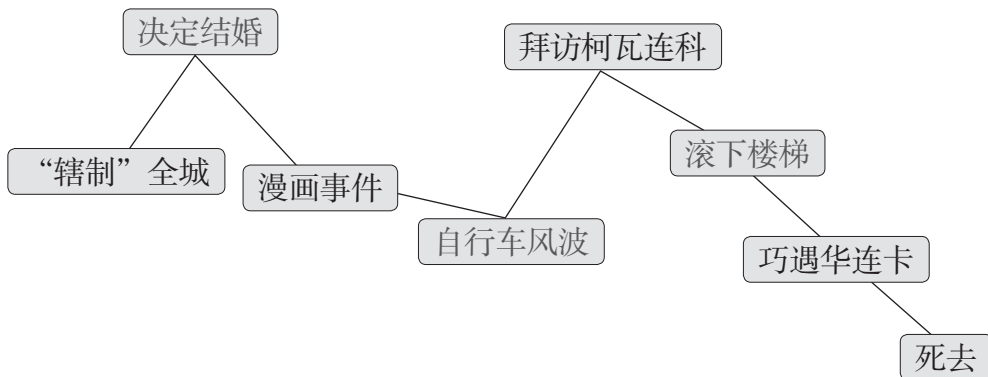 决定结婚
拜访柯瓦连科
“辖制”全城
漫画事件
滚下楼梯
自行车风波
巧遇华连卡
死去